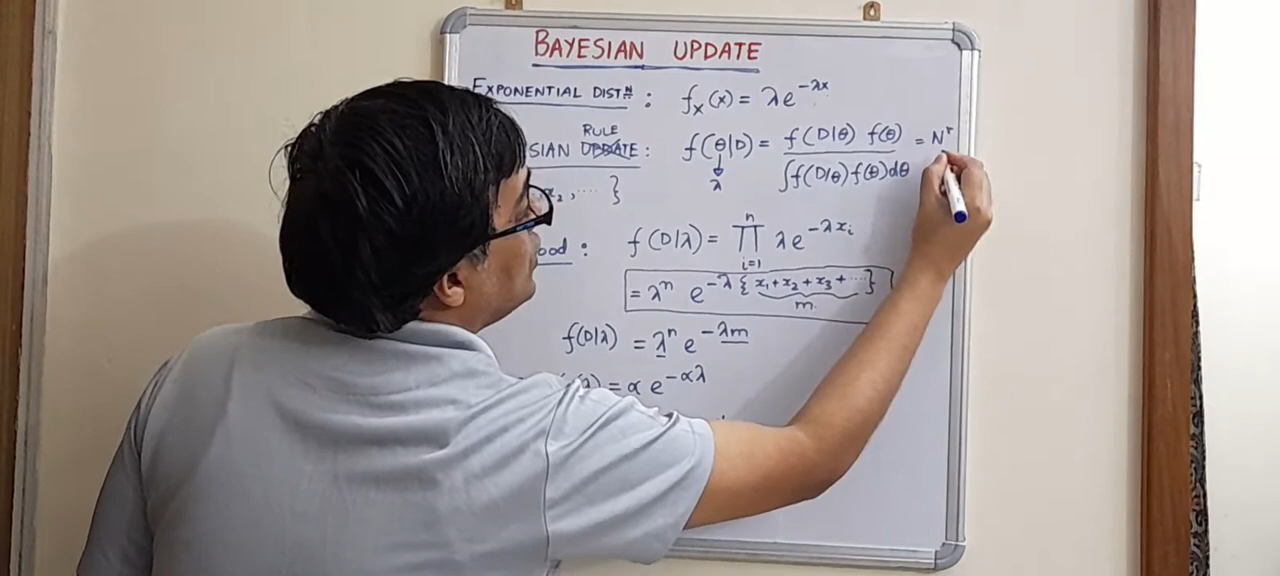 BAYESIAN UPDATE
EXPONENTIAL DISTN : fx(x) = λe^-λx
RULE
SIAN UPDATE : f(θ|D) = f(D|θ) f(θ) = Nʳ
∫f(D|θ)f(θ)dθ
λ
x₂, ···· }
ood : f(D|λ) = n∏i=1 λe^-λxi
= λⁿ e^-λ{x₁+x₂+x₃+····}
m
f(D|λ) = λⁿ e^-λm
(λ) = αe^-αλ